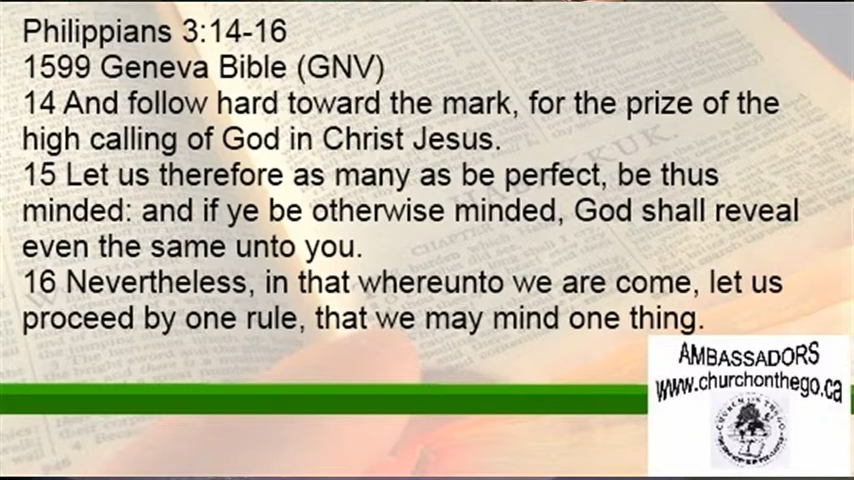 Philippians 3:14-16
1599 Geneva Bible (GNV)
14 And follow hard toward the mark, for the prize of the
high calling of God in Christ Jesus.
15 Let us therefore as many as be perfect, be thus
minded: and if ye be otherwise minded, God shall reveal
even the same unto you.
16 Nevertheless, in that whereunto we are come, let us
proceed by one rule, that we may mind one thing.
AMBASSADORS
www.churchonthego.ca